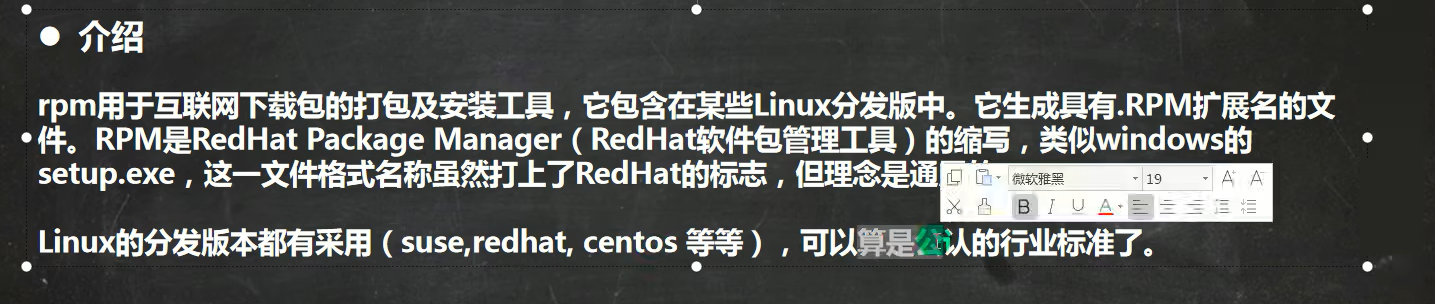 ● 介绍
rpm用于互联网下载包的打包及安装工具，它包含在某些Linux分发版中。它生成具有.RPM扩展名的文
件。RPM是RedHat Package Manager（RedHat软件包管理工具）的缩写，类似windows的
setup.exe，这一文件格式名称虽然打上了RedHat的标志，但理念是通
微软雅黑 19 A A
B I U A
Linux的分发版本都有采用（suse,redhat, centos 等等），可以算是公认的行业标准了。